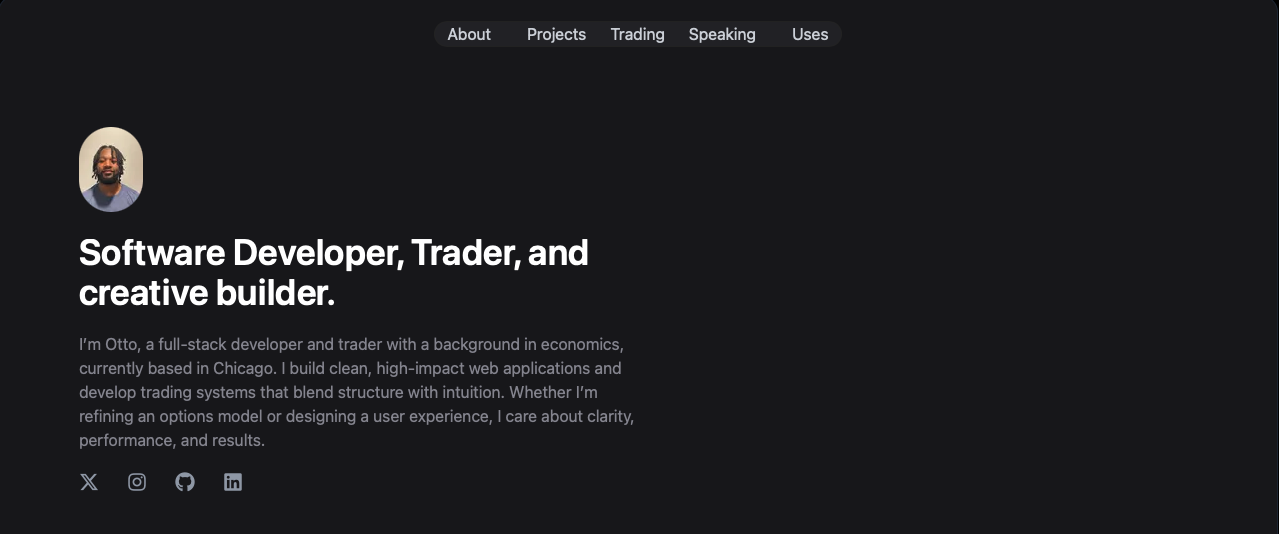 About Projects Trading Speaking Uses
Software Developer, Trader, and
creative builder.
I’m Otto, a full-stack developer and trader with a background in economics,
currently based in Chicago. I build clean, high-impact web applications and
develop trading systems that blend structure with intuition. Whether I’m
refining an options model or designing a user experience, I care about clarity,
performance, and results.